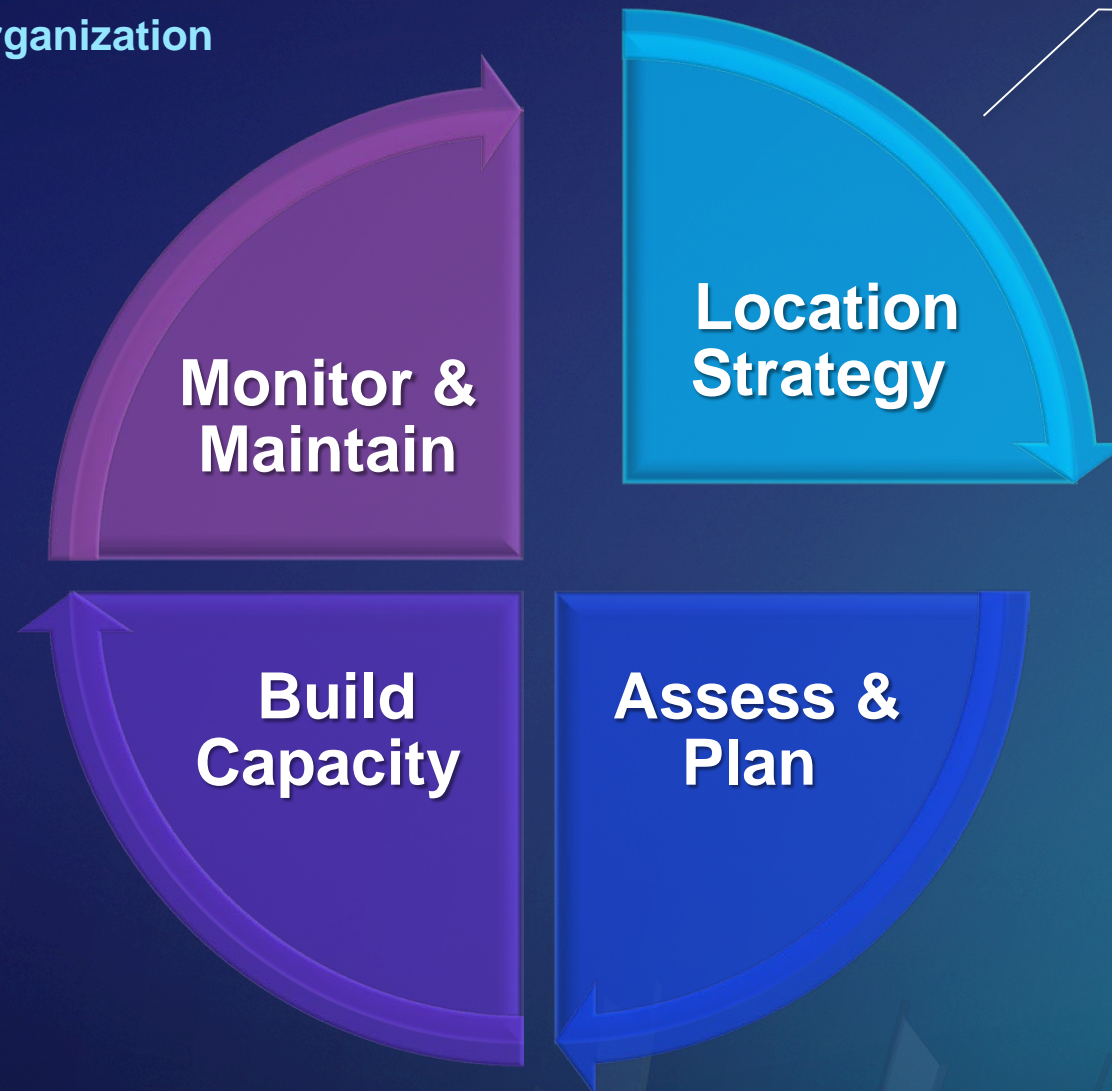 rganization
Location
Strategy
Monitor &
Maintain
Build
Capacity
Assess &
Plan